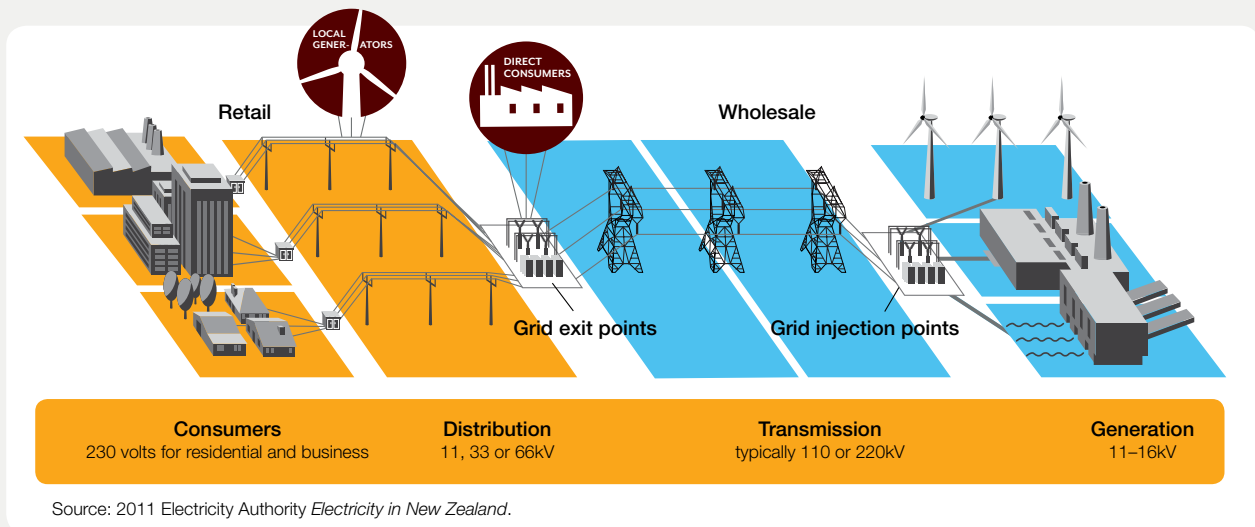 LOCAL
GENER- ATORS
DIRECT
CONSUMERS
Retail
Wholesale
Grid exit points
Grid injection points
Consumers
230 volts for residential and business
Distribution
11, 33 or 66kV
Transmission
typically 110 or 220kV
Generation
11–16kV
Source: 2011 Electricity Authority Electricity in New Zealand.